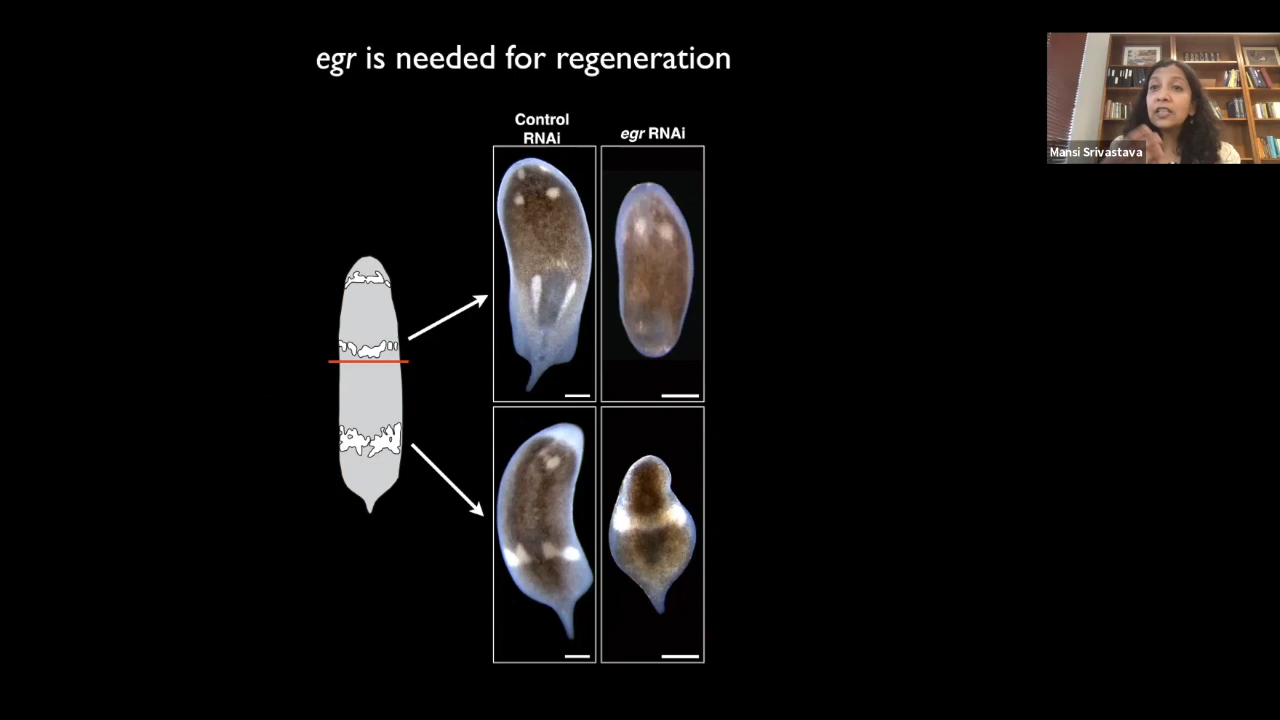 egr is needed for regeneration
Control
RNAi
egr RNAi
Mansi Srivastava